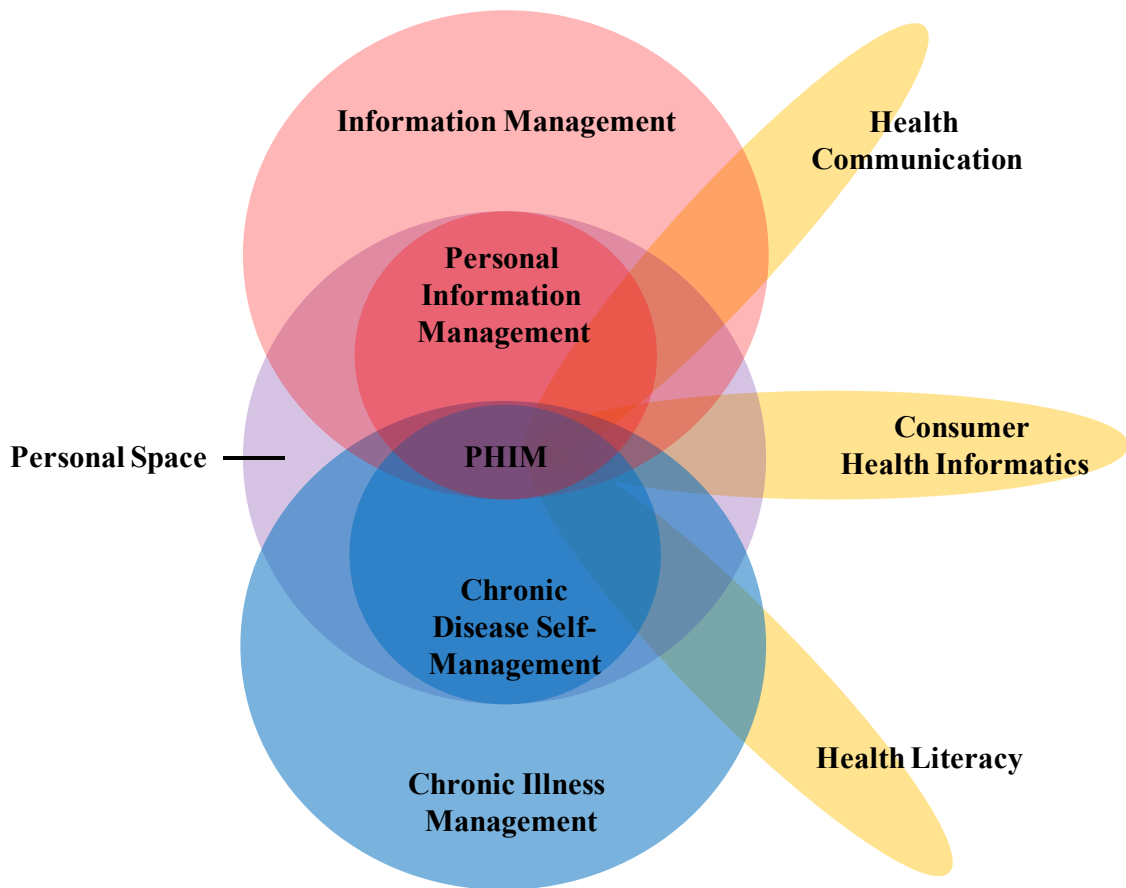 Information Management
Health
Communication
Personal
Information
Management
Personal Space
PHIM
Consumer
Health Informatics
Chronic
Disease Self-
Management
Health Literacy
Chronic Illness
Management